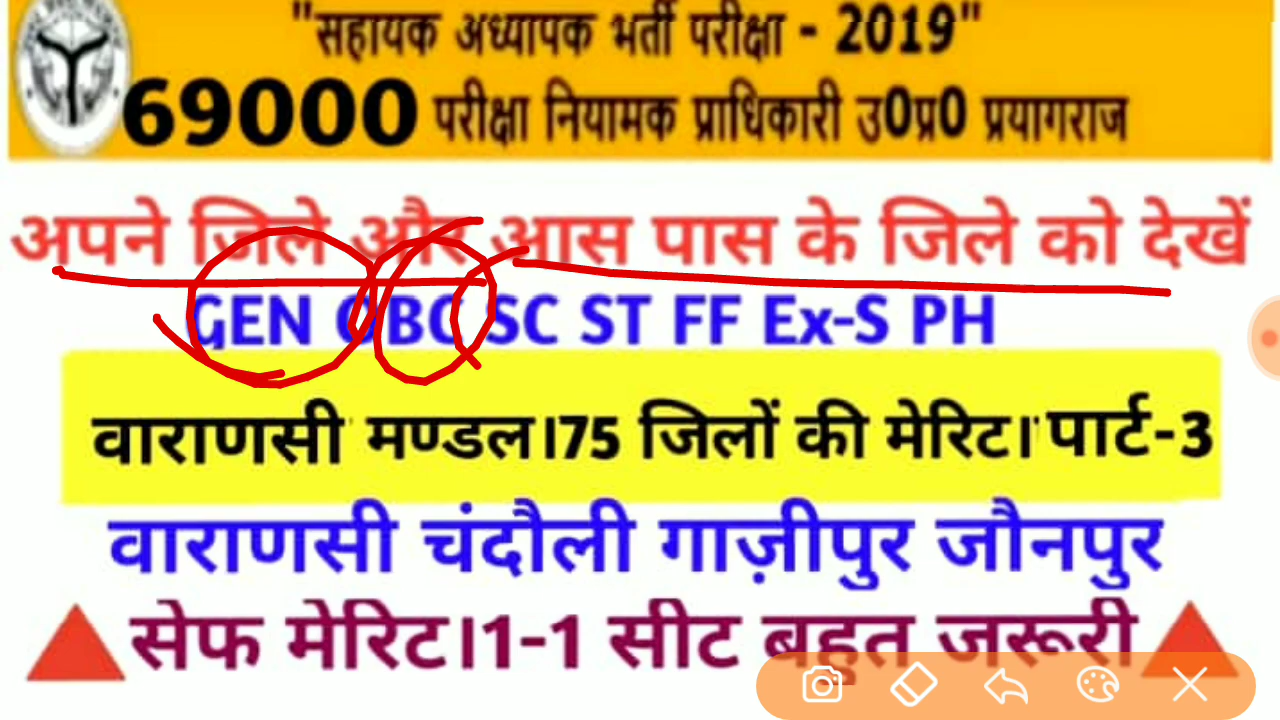 "सहायक अध्यापक भर्ती परीक्षा - 2019"
69000 परीक्षा नियामक प्राधिकारी उ0प्र0 प्रयागराज
अपने जिले और आस पास के जिले को देखें
GEN OBC SC ST FF Ex-S PH
वाराणसी मण्डल।75 जिलों की मेरिट। पार्ट-3
वाराणसी चंदौली गाज़ीपुर जौनपुर
सेफ मेरिट।1-1 सीट बहुत जरूरी